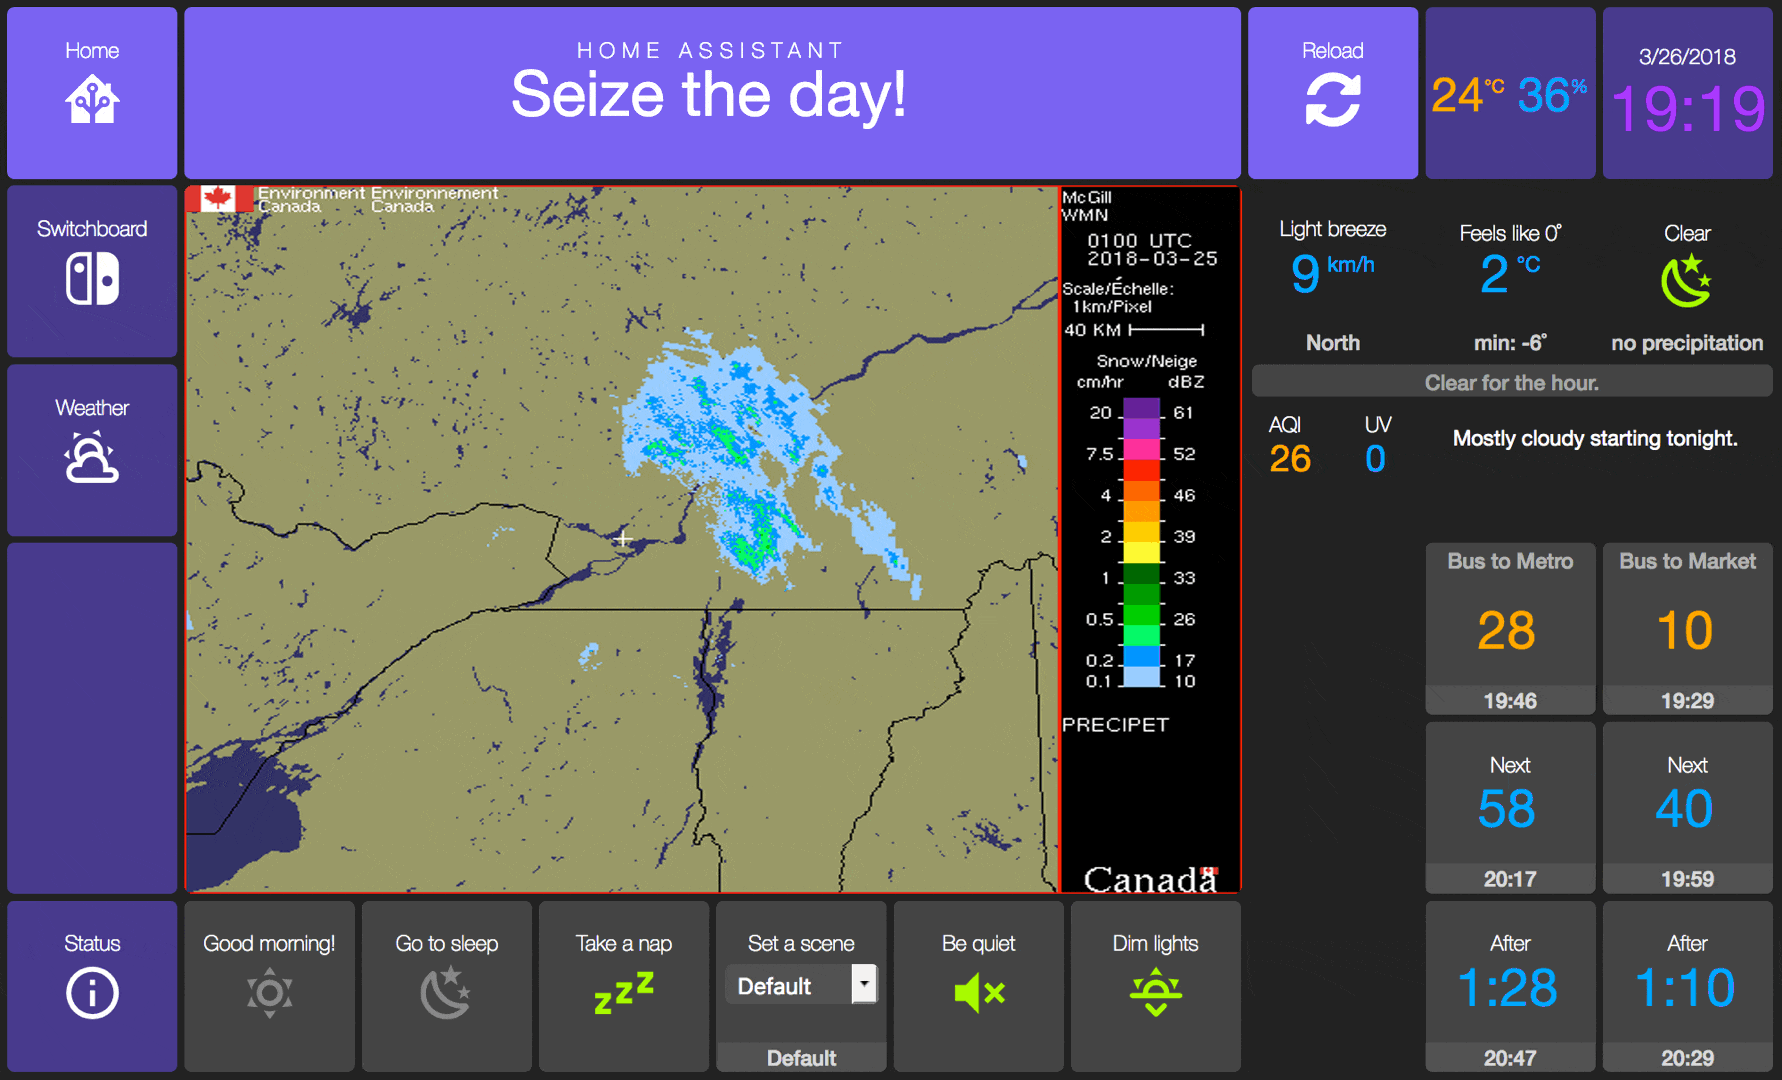 Home
HOME ASSISTANT
Seize the day!
Reload
24°C 36%
3/26/2018
19:19
Switchboard
Weather
Status
Environment Environnement
Canada Canada
McGill
WMN
0100 UTC
2018-03-25
Scale/Échelle:
1km/Pixel
40 KM
Snow/Neige
cm/hr dBZ
20 61
7.5 52
4 46
2 39
1 33
0.5 26
0.2 17
0.1 10
PRECIPET
Canada
Light breeze
9 km/h
North
Feels like 0°
2 °C
min: -6°
Clear
no precipitation
Clear for the hour.
AQI
26
UV
0
Mostly cloudy starting tonight.
Bus to Metro
28
19:46
Bus to Market
10
19:29
Next
58
20:17
Next
40
19:59
After
1:28
20:47
After
1:10
20:29
Good morning!
Go to sleep
Take a nap
zzz
Set a scene
Default
Default
Be quiet
Dim lights